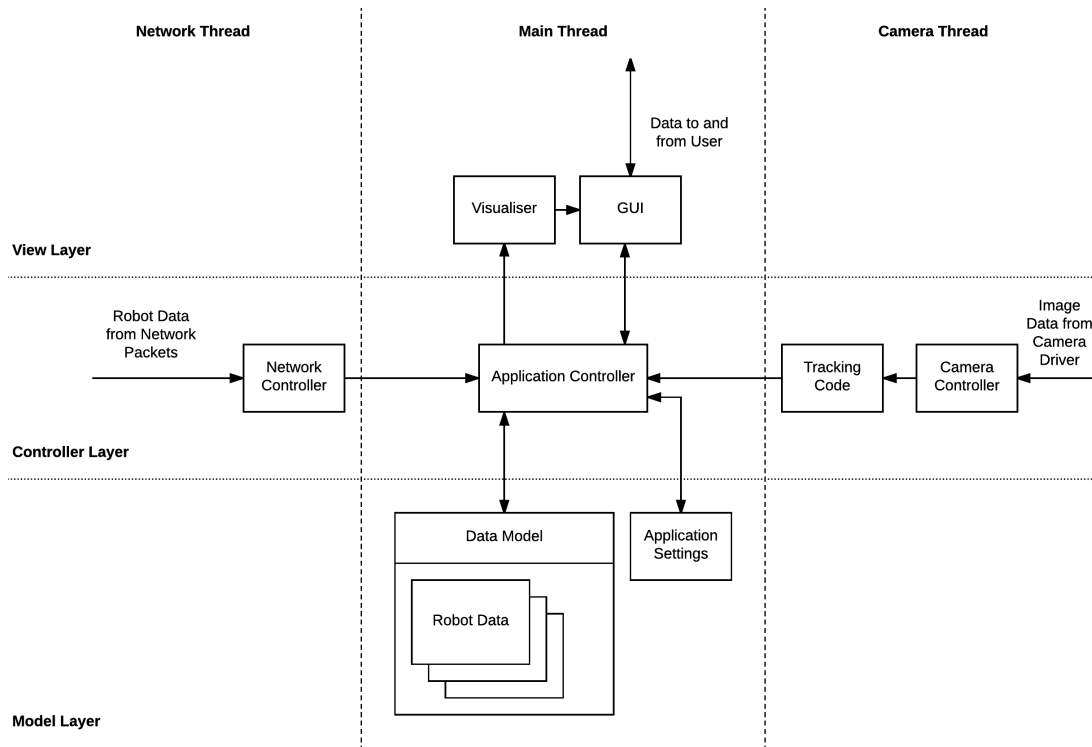 Network Thread
Main Thread
Camera Thread
Data to and
from User
Visualiser
GUI
View Layer
Robot Data
from Network
Packets
Image
Data from
Camera
Driver
Network
Controller
Application Controller
Tracking
Code
Camera
Controller
Controller Layer
Data Model
Application
Settings
Robot Data
Model Layer